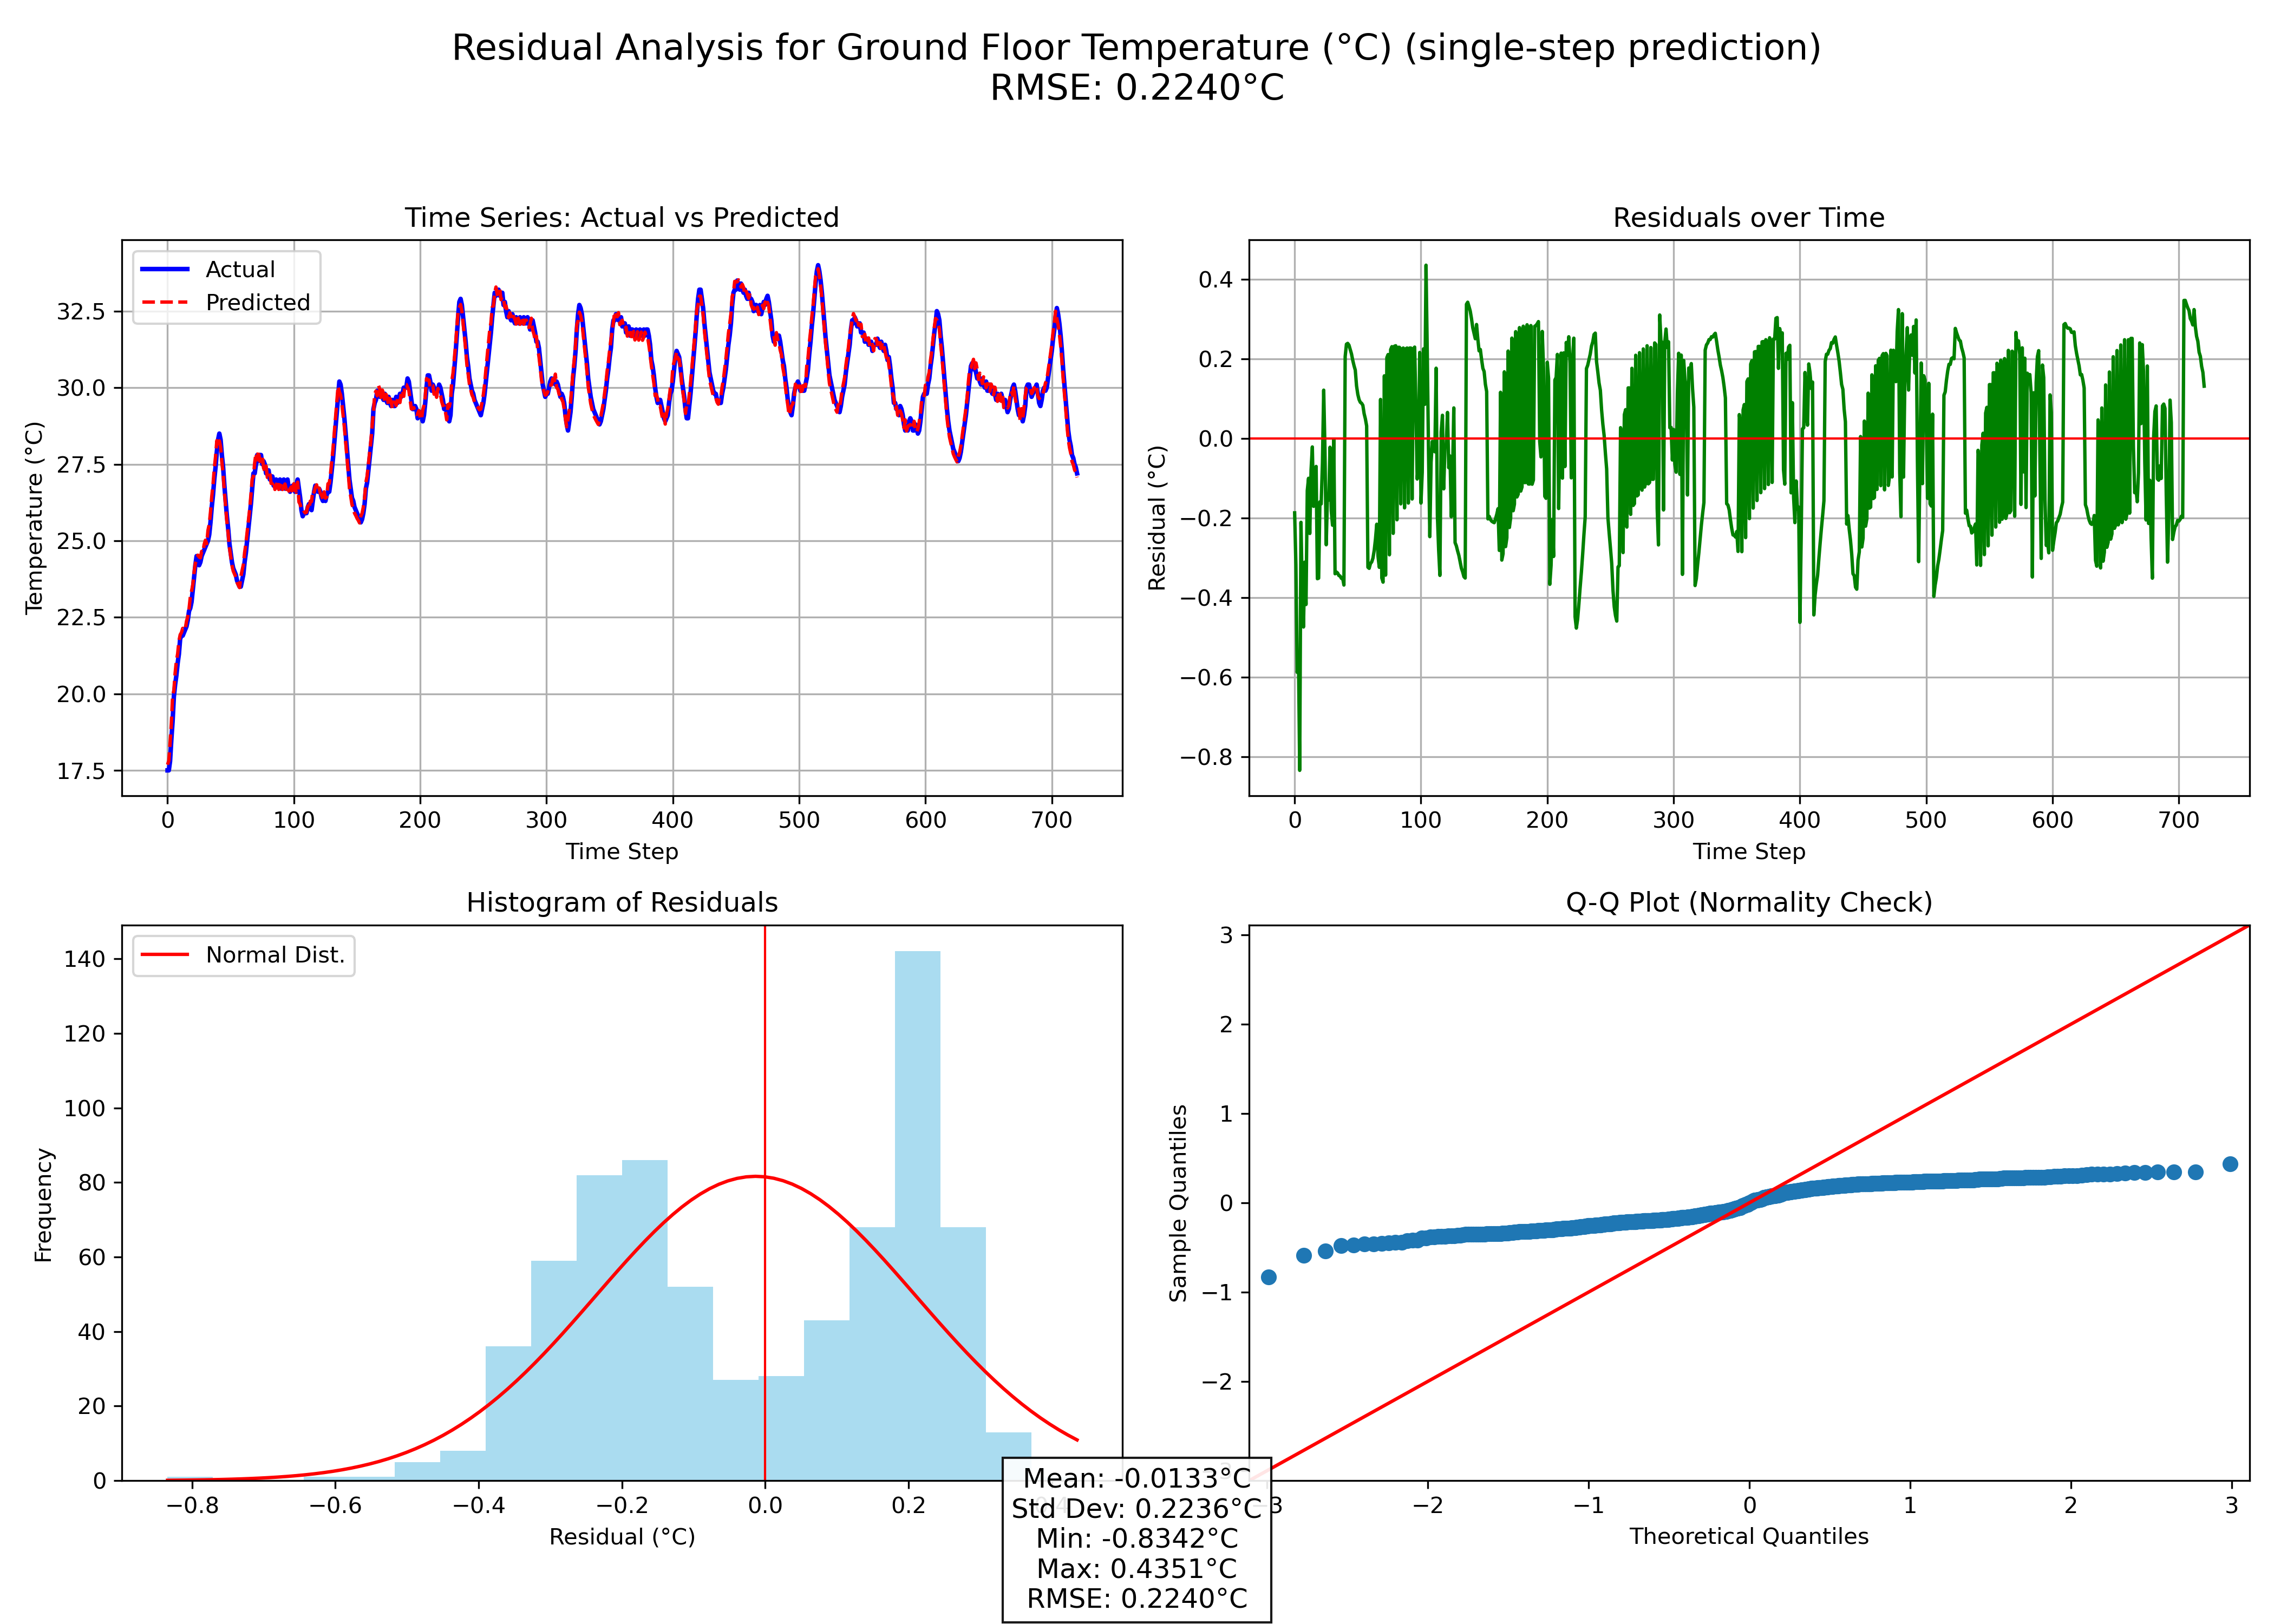 Residual Analysis for Ground Floor Temperature (°C) (single-step prediction)
RMSE: 0.2240°C
Time Series: Actual vs Predicted
Actual
Predicted
32.5
30.0
27.5
25.0
22.5
20.0
17.5
Temperature (°C)
0 100 200 300 400 500 600 700
Time Step
Residuals over Time
0.4
0.2
0.0
−0.2
−0.4
−0.6
−0.8
Residual (°C)
0 100 200 300 400 500 600 700
Time Step
Histogram of Residuals
Normal Dist.
140
120
100
80
60
40
20
0
Frequency
−0.8 −0.6 −0.4 −0.2 0.0 0.2
Residual (°C)
Q-Q Plot (Normality Check)
3
2
1
0
−1
−2
Sample Quantiles
−2 −1 0 1 2 3
Theoretical Quantiles
Mean: -0.0133°C
Std Dev: 0.2236°C
Min: -0.8342°C
Max: 0.4351°C
RMSE: 0.2240°C